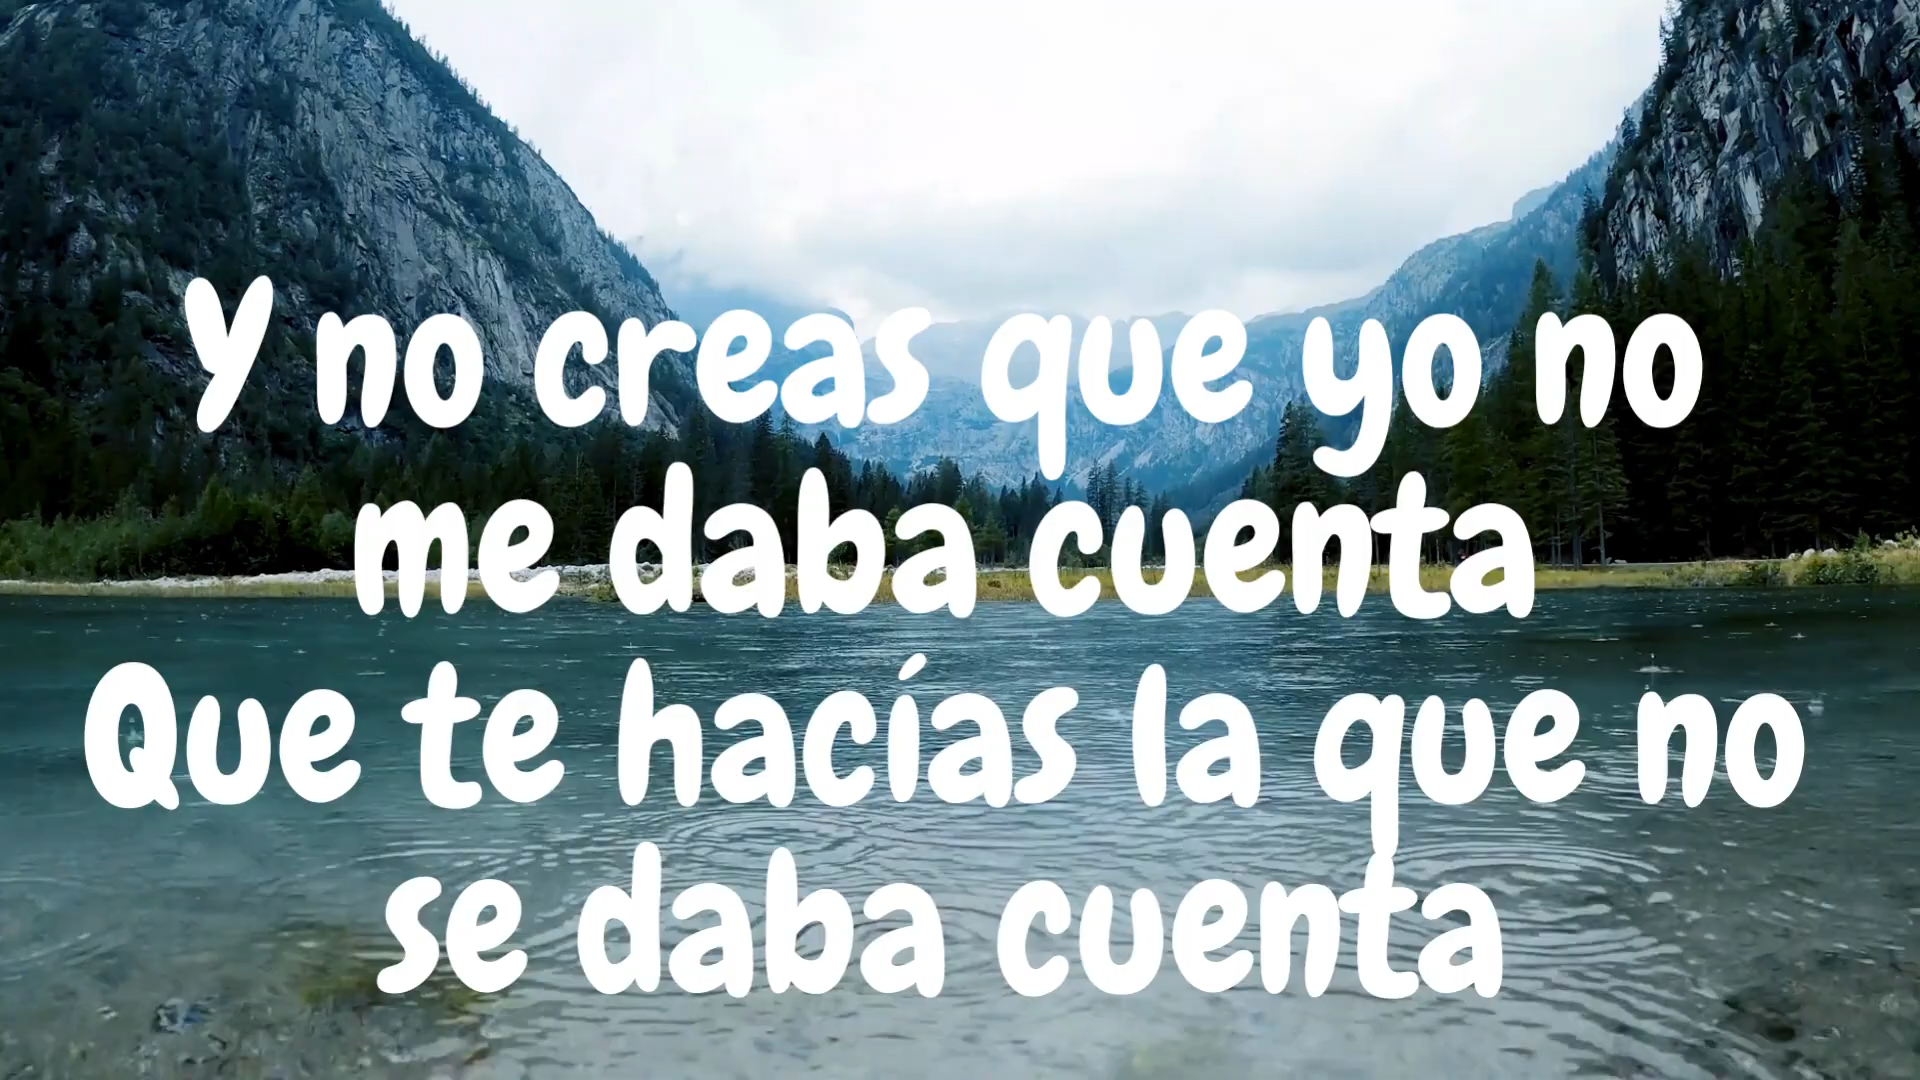 Y no creas que yo no
me daba cuenta
Que te hacías la que no
se daba cuenta